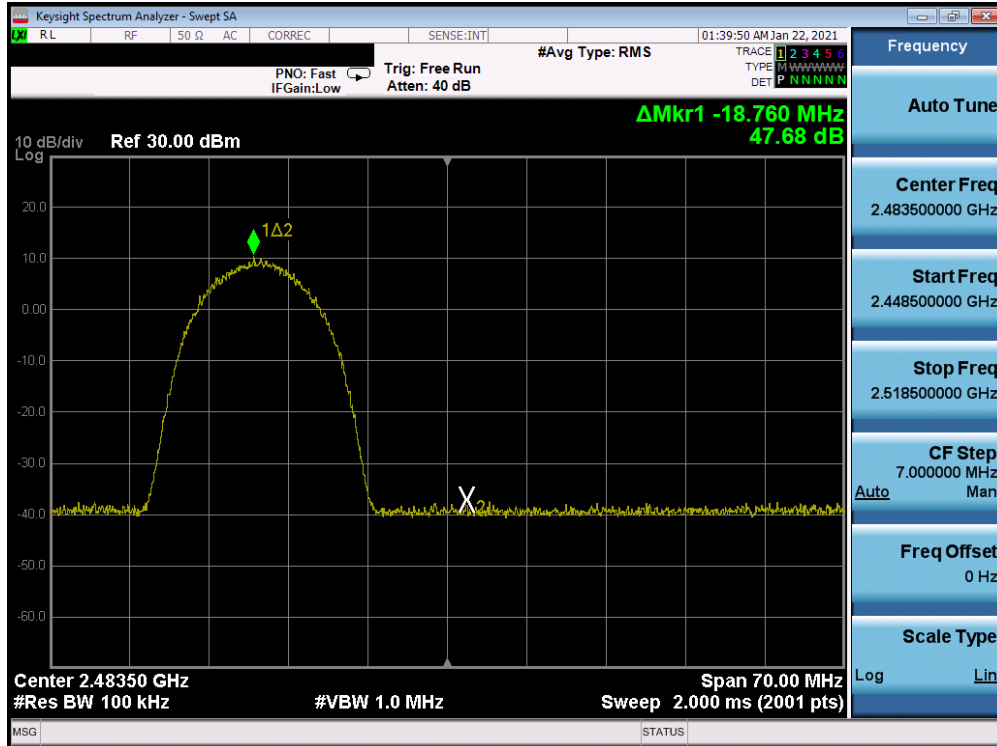 Keysight Spectrum Analyzer - Swept SA
LXI RL RF 50 Ω AC CORREC SENSE:INT 01:39:50 AM Jan 22, 2021
#Avg Type: RMS
TRACE 1 2 3 4 5 6
PNO: Fast Trig: Free Run
TYPE M WWWWW
IFGain:Low Atten: 40 dB
DET P N N N N N
ΔMkr1 -18.760 MHz
47.68 dB
10 dB/div Ref 30.00 dBm
Log
20.0
1Δ2
10.0
0.00
-10.0
-20.0
-30.0
X2
-40.0
-50.0
-60.0
Center 2.48350 GHz Span 70.00 MHz
#Res BW 100 kHz #VBW 1.0 MHz Sweep 2.000 ms (2001 pts)
MSG STATUS
Frequency
Auto Tune
Center Freq
2.483500000 GHz
Start Freq
2.448500000 GHz
Stop Freq
2.518500000 GHz
CF Step
7.000000 MHz
Auto Man
Freq Offset
0 Hz
Scale Type
Log Lin